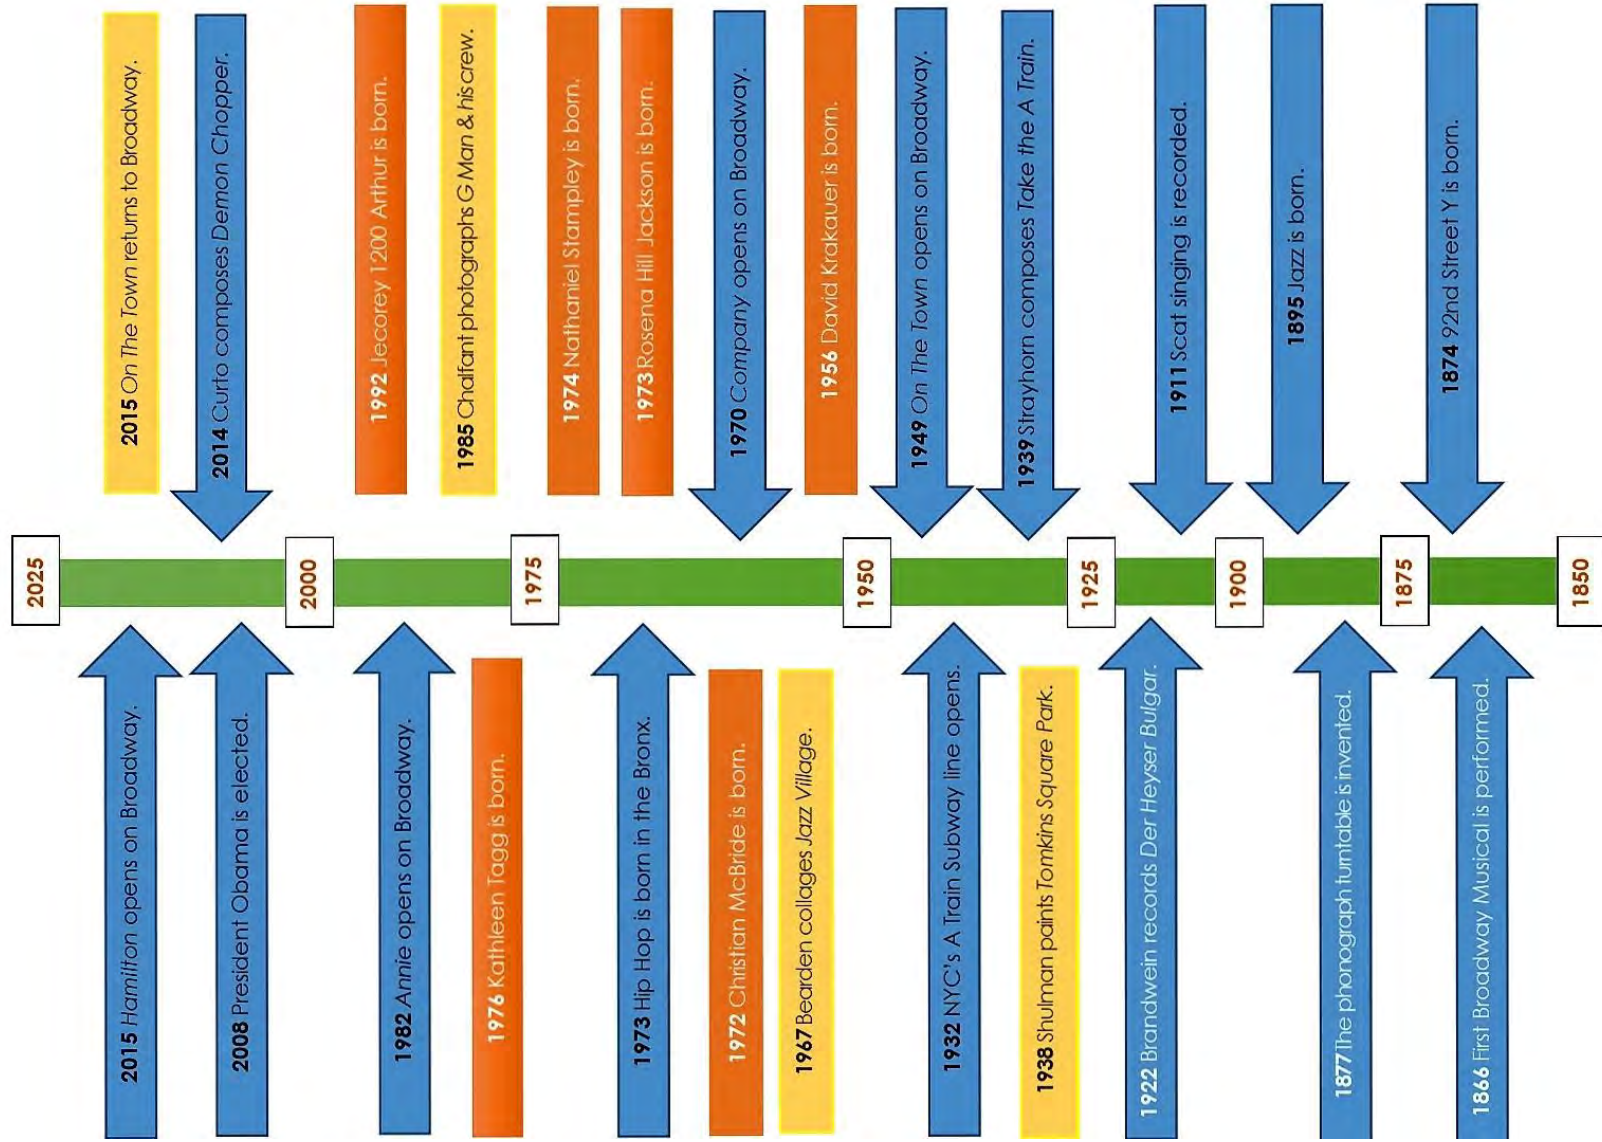 2025
2015 Hamilton opens on Broadway.
2015 On The Town returns to Broadway.
2014 Curto composes Demon Chopper.
2008 President Obama is elected.
2000
1992 Jecorey 1200 Arthur is born.
1982 Annie opens on Broadway.
1985 Chalfant photographs G Man & his crew.
1976 Kathleen Tagg is born.
1975
1974 Nathaniel Stampley is born.
1973 Hip Hop is born in the Bronx.
1973 Rosena Hill Jackson is born.
1972 Christian McBride is born.
1970 Company opens on Broadway.
1967 Bearden collages Jazz Village.
1956 David Krakauer is born.
1950
1949 On The Town opens on Broadway.
1932 NYC's A Train Subway line opens.
1939 Strayhorn composes Take the A Train.
1938 Shulman paints Tomkins Square Park.
1925
1922 Brandwein records Der Heyser Bulgar.
1911 Scat singing is recorded.
1900
1895 Jazz is born.
1877 The phonograph turntable is invented.
1875
1874 92nd Street Y is born.
1866 First Broadway Musical is performed.
1850